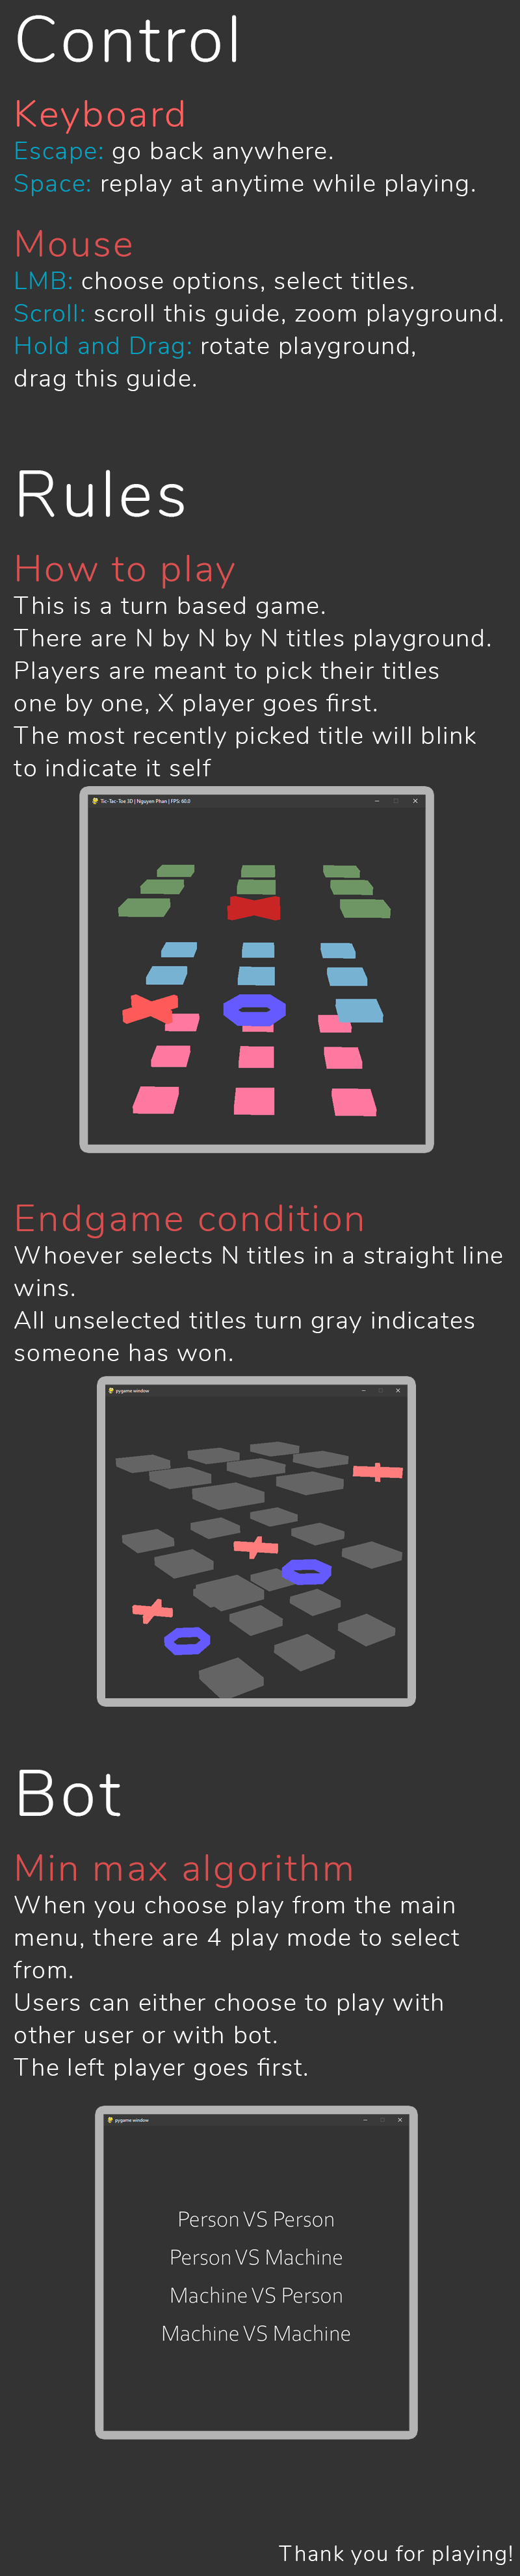 Control
Keyboard
Escape: go back anywhere.
Space: replay at anytime while playing.
Mouse
LMB: choose options, select titles.
Scroll: scroll this guide, zoom playground.
Hold and Drag: rotate playground,
drag this guide.
Rules
How to play
This is a turn based game.
There are N by N by N titles playground.
Players are meant to pick their titles
one by one, X player goes first.
The most recently picked title will blink
to indicate it self
Tic-Tac-Toe 3D | Nguyen Phan | FPS: 60.0
Endgame condition
Whoever selects N titles in a straight line
wins.
All unselected titles turn gray indicates
someone has won.
pygame window
Bot
Min max algorithm
When you choose play from the main
menu, there are 4 play mode to select
from.
Users can either choose to play with
other user or with bot.
The left player goes first.
pygame window
Person VS Person
Person VS Machine
Machine VS Person
Machine VS Machine
Thank you for playing!